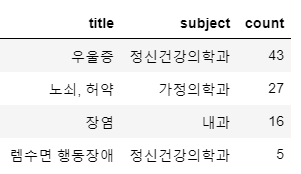 title subject count
우울증 정신건강의학과 43
노쇠, 허약 가정의학과 27
장염 내과 16
렘수면 행동장애 정신건강의학과 5